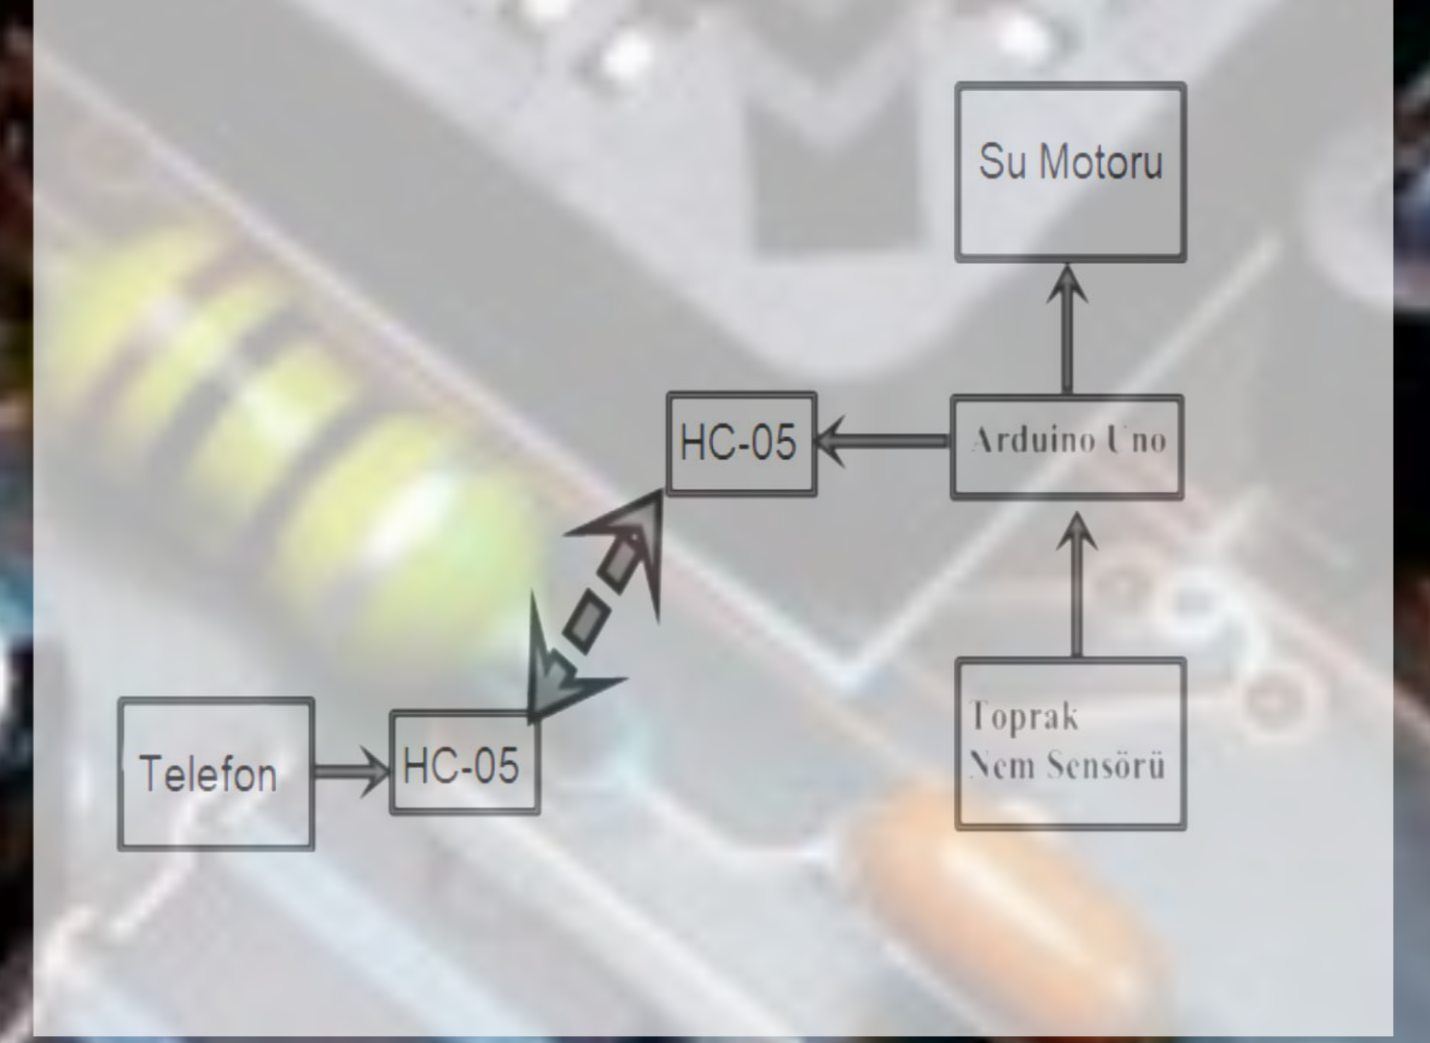 Su Motoru
HC-05
Arduino Uno
Toprak
Nem Sensörü
Telefon
HC-05